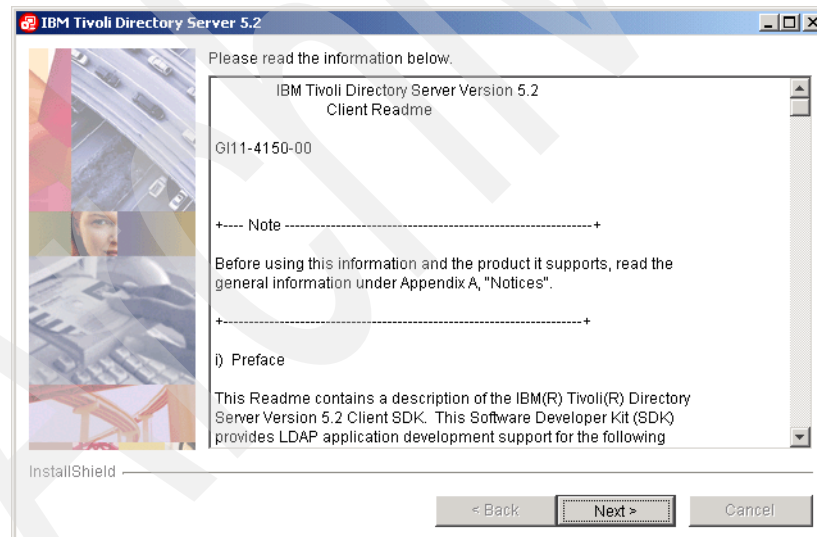 IBM Tivoli Directory Server 5.2
Please read the information below.
IBM Tivoli Directory Server Version 5.2
Client Readme
GI11-4150-00
+---- Note ------------------------------------------------------------+
Before using this information and the product it supports, read the
general information under Appendix A, "Notices".
+----------------------------------------------------------------------+
i) Preface
This Readme contains a description of the IBM(R) Tivoli(R) Directory
Server Version 5.2 Client SDK.  This Software Developer Kit (SDK)
provides LDAP application development support for the following
InstallShield
< Back
Next >
Cancel